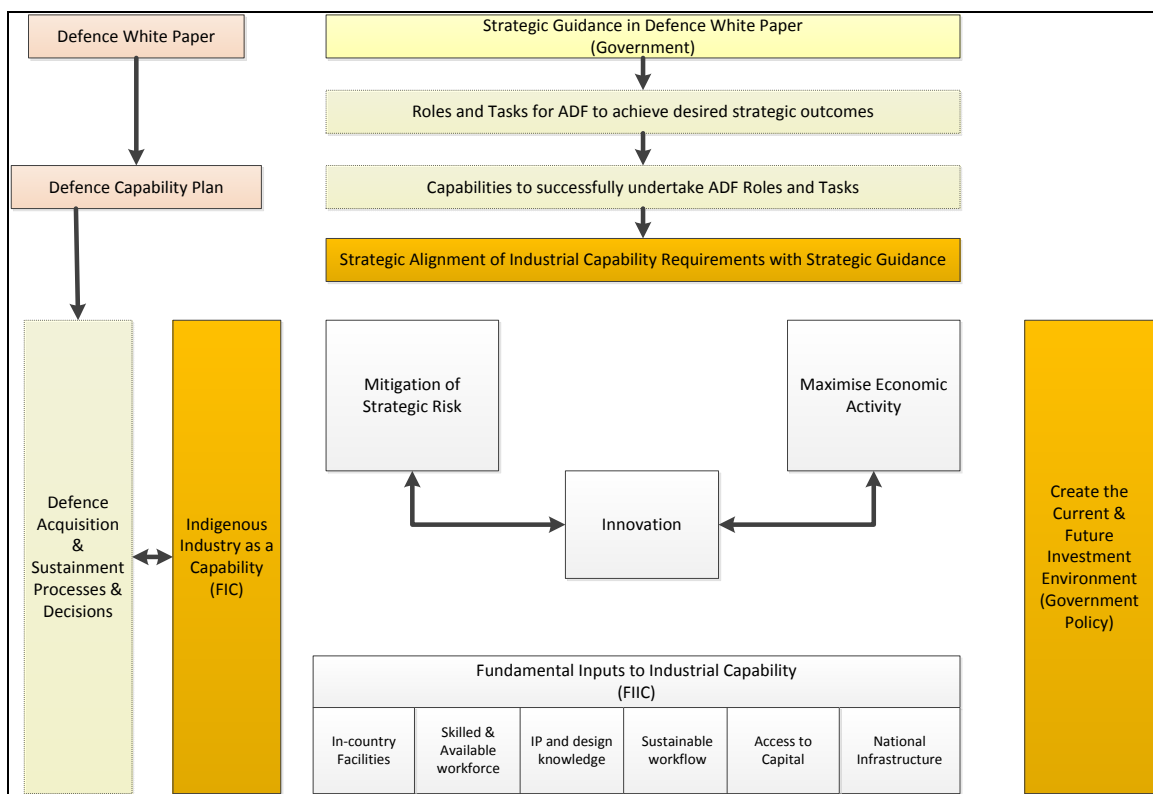 Defence White Paper
Strategic Guidance in Defence White Paper
(Government)
Roles and Tasks for ADF to achieve desired strategic outcomes
Defence Capability Plan
Capabilities to successfully undertake ADF Roles and Tasks
Strategic Alignment of Industrial Capability Requirements with Strategic Guidance
Defence
Acquisition
&
Sustainment
Processes &
Decisions
Indigenous
Industry as a
Capability
(FIC)
Mitigation of
Strategic Risk
Maximise Economic
Activity
Innovation
Create the
Current &
Future
Investment
Environment
(Government
Policy)
Fundamental Inputs to Industrial Capability
(FIIC)
In-country
Facilities
Skilled &
Available
workforce
IP and design
knowledge
Sustainable
workflow
Access to
Capital
National
Infrastructure